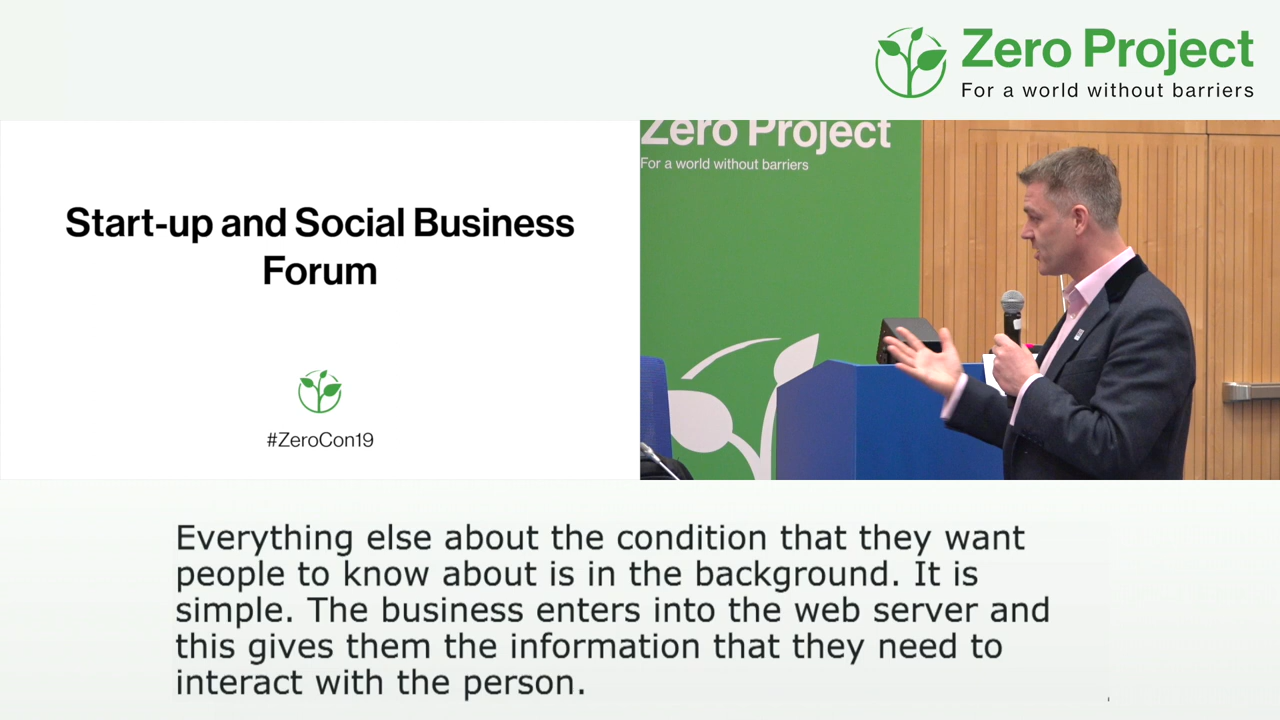 Zero Project
For a world without barriers
Start-up and Social Business
Forum
#ZeroCon19
Zero Project
For a world without barriers
Everything else about the condition that they want
people to know about is in the background. It is
simple. The business enters into the web server and
this gives them the information that they need to
interact with the person.